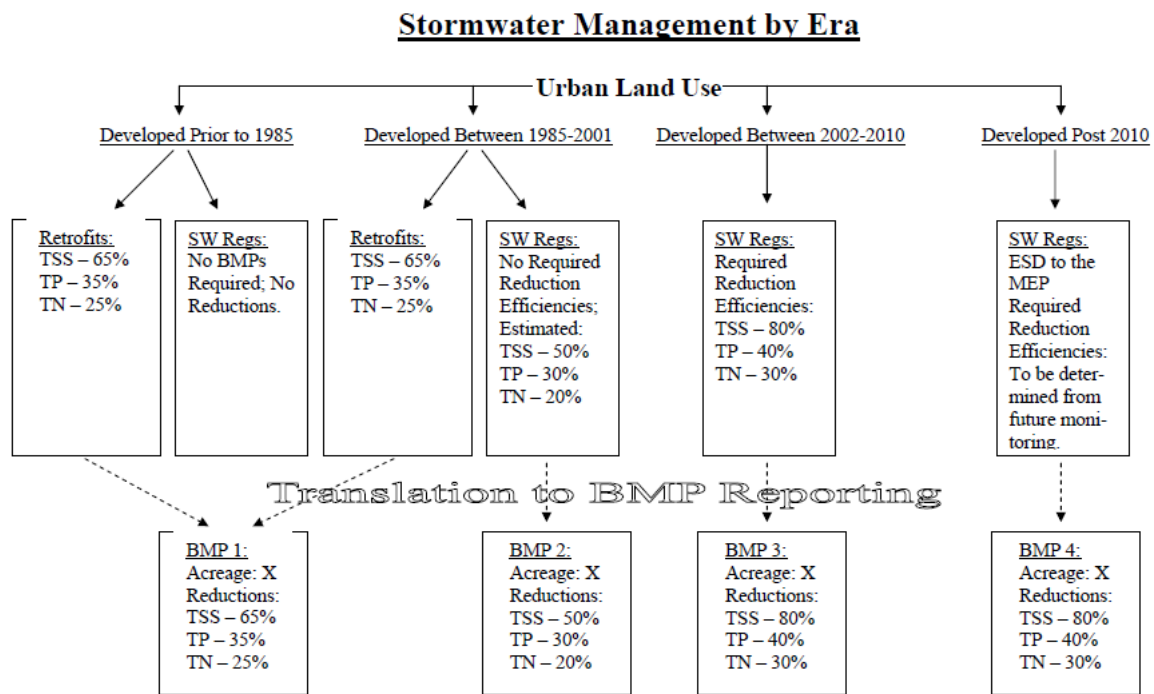 Stormwater Management by Era
Urban Land Use
Developed Prior to 1985
Developed Between 1985-2001
Developed Between 2002-2010
Developed Post 2010
Retrofits:
TSS – 65%
TP – 35%
TN – 25%
SW Regs:
No BMPs
Required; No
Reductions.
Retrofits:
TSS – 65%
TP – 35%
TN – 25%
SW Regs:
No Required
Reduction
Efficiencies;
Estimated:
TSS – 50%
TP – 30%
TN – 20%
SW Regs:
Required
Reduction
Efficiencies:
TSS – 80%
TP – 40%
TN – 30%
SW Regs:
ESD to the
MEP
Required
Reduction
Efficiencies:
To be deter-
mined from
future moni-
toring.
Translation to BMP Reporting
BMP 1:
Acreage: X
Reductions:
TSS – 65%
TP – 35%
TN – 25%
BMP 2:
Acreage: X
Reductions:
TSS – 50%
TP – 30%
TN – 20%
BMP 3:
Acreage: X
Reductions:
TSS – 80%
TP – 40%
TN – 30%
BMP 4:
Acreage: X
Reductions:
TSS – 80%
TP – 40%
TN – 30%